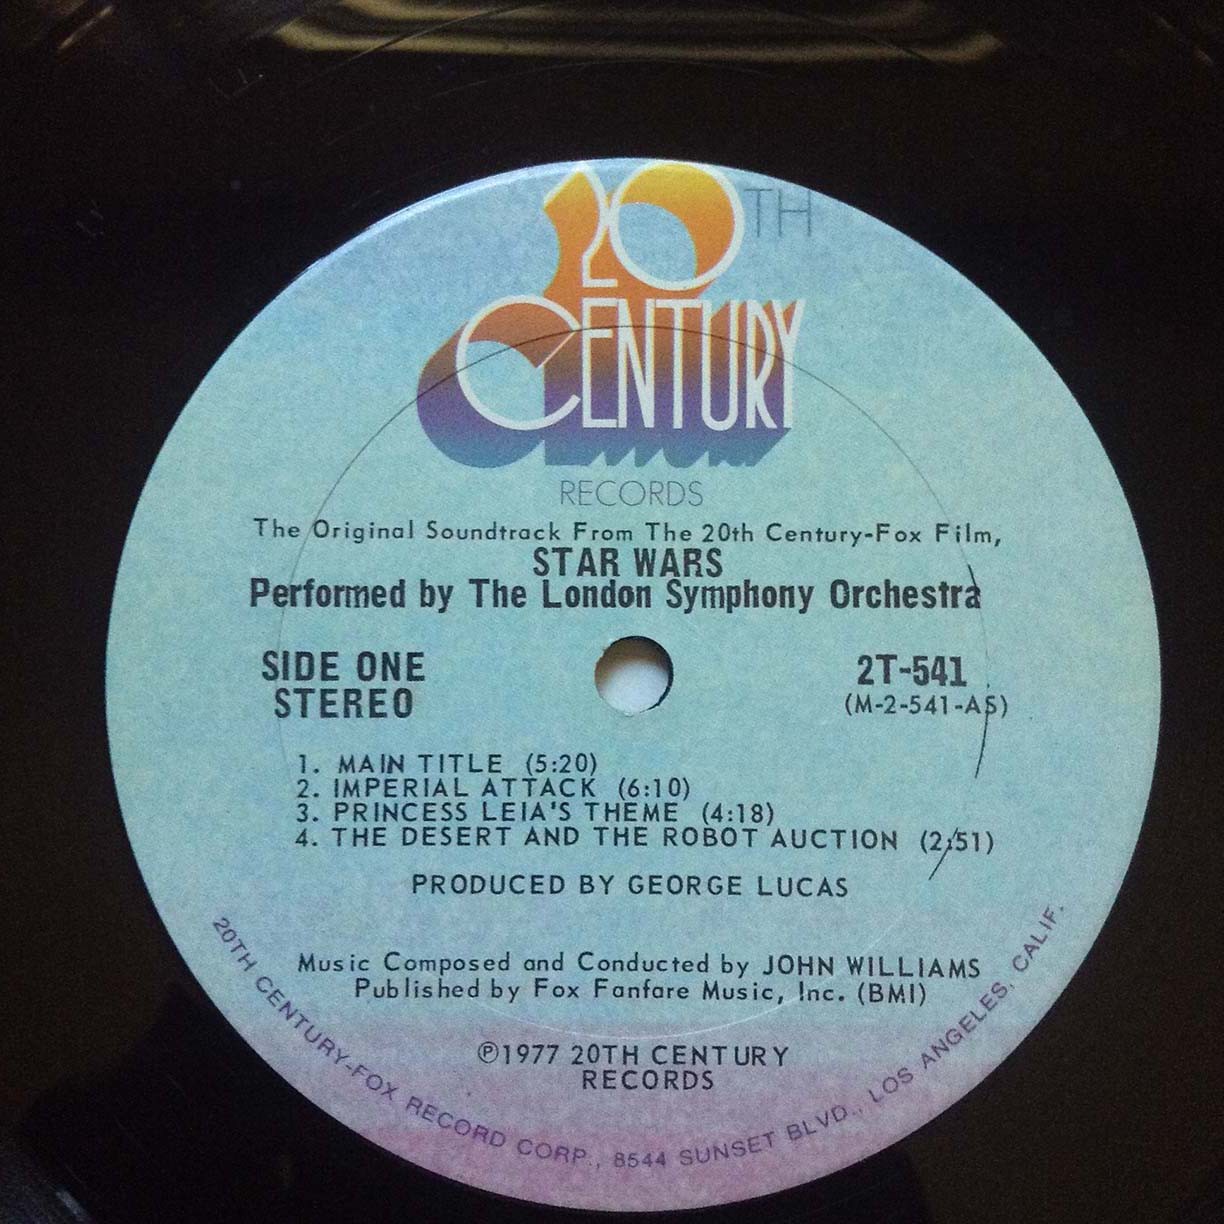 20TH
CENTURY
RECORDS
The Original Soundtrack From The 20th Century-Fox Film,
STAR WARS
Performed by The London Symphony Orchestra
SIDE ONE
STEREO
2T-541
(M-2-541-AS)
1. MAIN TITLE (5:20)
2. IMPERIAL ATTACK (6:10)
3. PRINCESS LEIA'S THEME (4:18)
4. THE DESERT AND THE ROBOT AUCTION (2:51)
PRODUCED BY GEORGE LUCAS
Music Composed and Conducted by JOHN WILLIAMS
Published by Fox Fanfare Music, Inc. (BMI)
℗1977 20TH CENTURY
RECORDS
20TH CENTURY-FOX RECORD CORP., 8544 SUNSET BLVD., LOS ANGELES, CALIF.